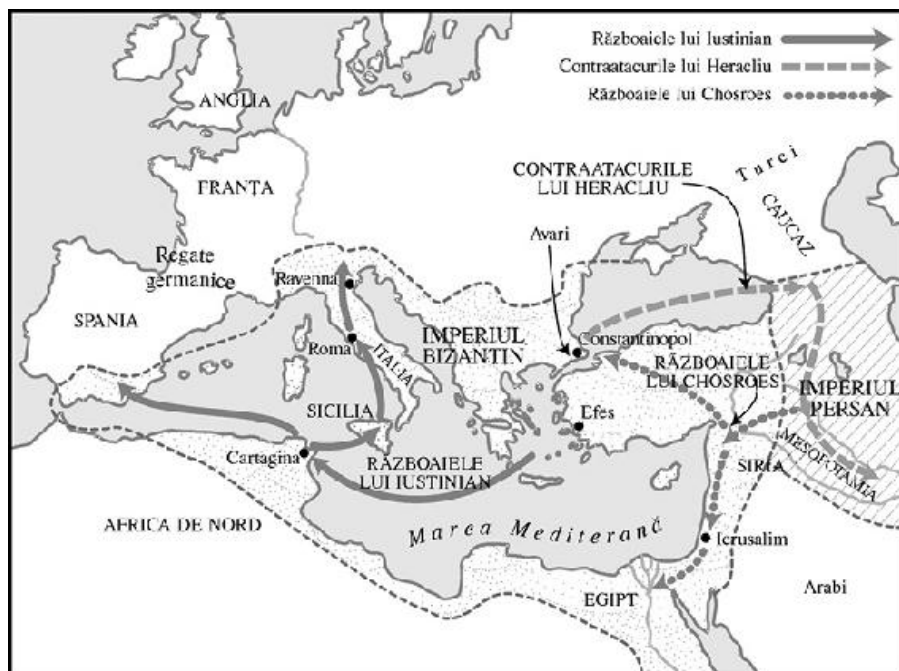 Războaiele lui Iustinian
Contraatacurile lui Heracliu
Războaiele lui Chosroes
ANGLIA
FRANȚA
CONTRAATACURILE
LUI HERACLIU
Turci
CAUCAZ
Avari
Regate
germanice
Ravenna
SPANIA
Roma
ITALIA
IMPERIUL
BIZANTIN
Constantinopol
RĂZBOAIELE
LUI CHOSROES
IMPERIUL
PERSAN
SICILIA
Efes
Cartagina
RĂZBOAIELE
LUI IUSTINIAN
SIRIA
MESOPOTAMIA
AFRICA DE NORD
Marea Mediterană
Ierusalim
EGIPT
Arabi